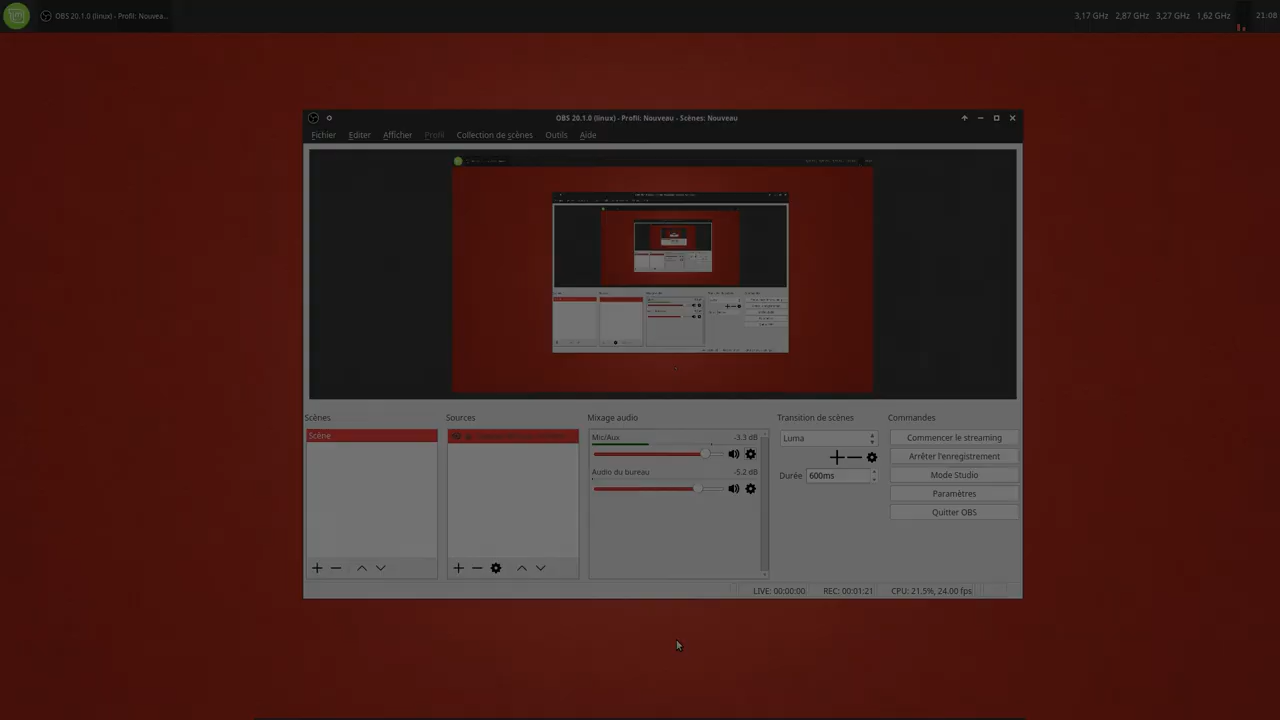 OBS 20.1.0 (linux) - Profil: Nouvea...
3,17 GHz 2,87 GHz 3,27 GHz 1,62 GHz
21:08
OBS 20.1.0 (linux) - Profil: Nouveau - Scènes: Nouveau
Fichier Editer Afficher Profil Collection de scènes Outils Aide
Scènes
Scène
Sources
Mixage audio
Mic/Aux -3.3 dB
Audio du bureau -5.2 dB
Transition de scènes
Luma
Durée 600ms
Commandes
Commencer le streaming
Arrêter l'enregistrement
Mode Studio
Paramètres
Quitter OBS
LIVE: 00:00:00 REC: 00:01:21 CPU: 21.5%, 24.00 fps